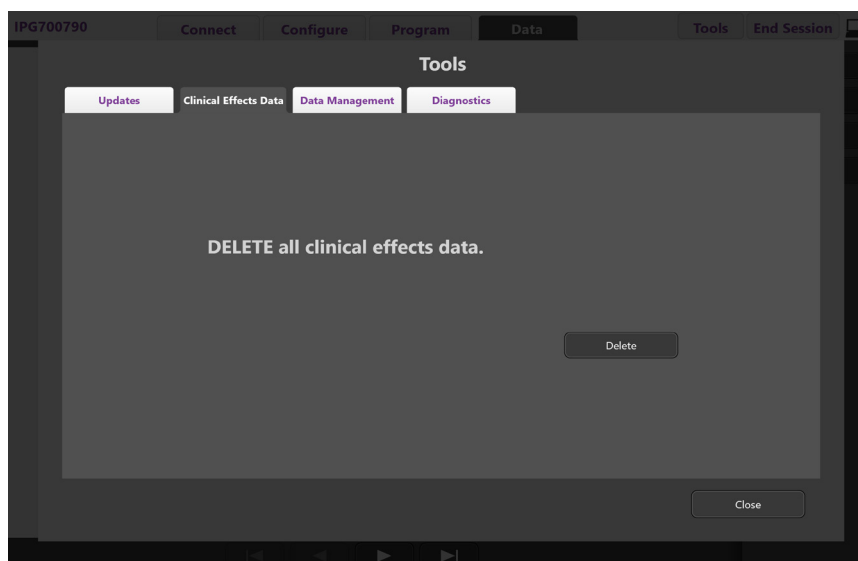 IPG700790 Connect Configure Program Data Tools End Session
Tools
Updates Clinical Effects Data Data Management Diagnostics
DELETE all clinical effects data.
Delete
Close